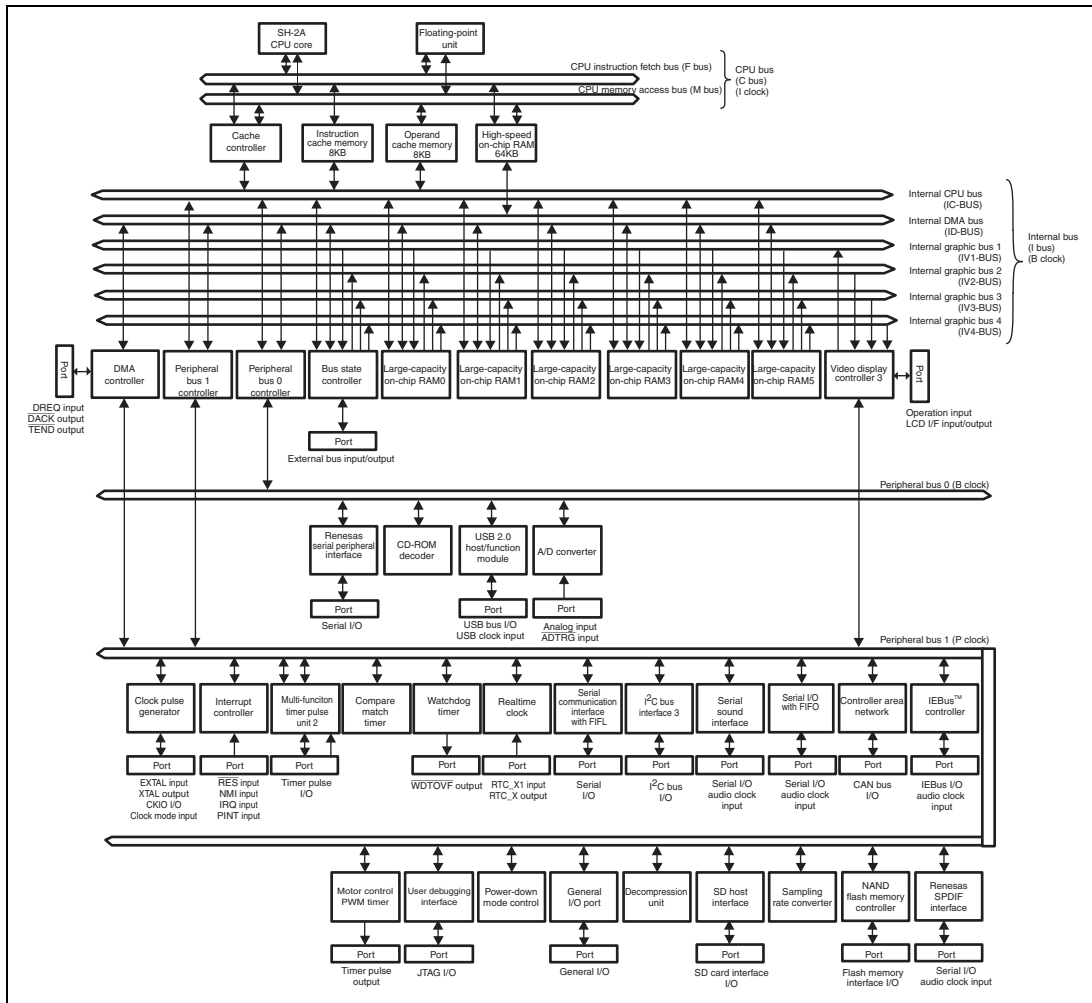 SH-2A
CPU core
Floating-point
unit
CPU instruction fetch bus (F bus)
CPU memory access bus (M bus)
CPU bus
(C bus)
(I clock)
Cache
controller
Instruction
cache memory
8KB
Operand
cache memory
8KB
High-speed
on-chip RAM
64KB
Internal CPU bus
(IC-BUS)
Internal DMA bus
(ID-BUS)
Internal graphic bus 1
(IV1-BUS)
Internal graphic bus 2
(IV2-BUS)
Internal graphic bus 3
(IV3-BUS)
Internal graphic bus 4
(IV4-BUS)
Internal bus
(I bus)
(B clock)
Port
DMA
controller
Peripheral
bus 1
controller
Peripheral
bus 0
controller
Bus state
controller
Large-capacity
on-chip RAM0
Large-capacity
on-chip RAM1
Large-capacity
on-chip RAM2
Large-capacity
on-chip RAM3
Large-capacity
on-chip RAM4
Large-capacity
on-chip RAM5
Video display
controller 3
Port
DREQ input
DACK output
TEND output
Operation input
LCD I/F input/output
Port
External bus input/output
Peripheral bus 0 (B clock)
Renesas
serial peripheral
interface
CD-ROM
decoder
USB 2.0
host/function
module
A/D converter
Port
Port
Port
Serial I/O
USB bus I/O
USB clock input
Analog input
ADTRG input
Peripheral bus 1 (P clock)
Clock pulse
generator
Interrupt
controller
Multi-funciton
timer pulse
unit 2
Compare
match
timer
Watchdog
timer
Realtime
clock
Serial
communication
interface
with FIFL
I2C bus
interface 3
Serial
sound
interface
Serial I/O
with FIFO
Controller area
network
IEBus™
controller
Port
Port
Port
Port
Port
Port
Port
Port
Port
Port
Port
EXTAL input
XTAL output
CKIO I/O
Clock mode input
RES input
NMI input
IRQ input
PINT input
Timer pulse
I/O
WDTOVF output
RTC_X1 input
RTC_X output
Serial
I/O
I2C bus
I/O
Serial I/O
audio clock
input
Serial I/O
audio clock
input
CAN bus
I/O
IEBus I/O
audio clock
input
Motor control
PWM timer
User debugging
interface
Power-down
mode control
General
I/O port
Decompression
unit
SD host
interface
Sampling
rate converter
NAND
flash memory
controller
Renesas
SPDIF
interface
Port
Port
Port
Port
Port
Port
Timer pulse
output
JTAG I/O
General I/O
SD card interface
I/O
Flash memory
interface I/O
Serial I/O
audio clock input